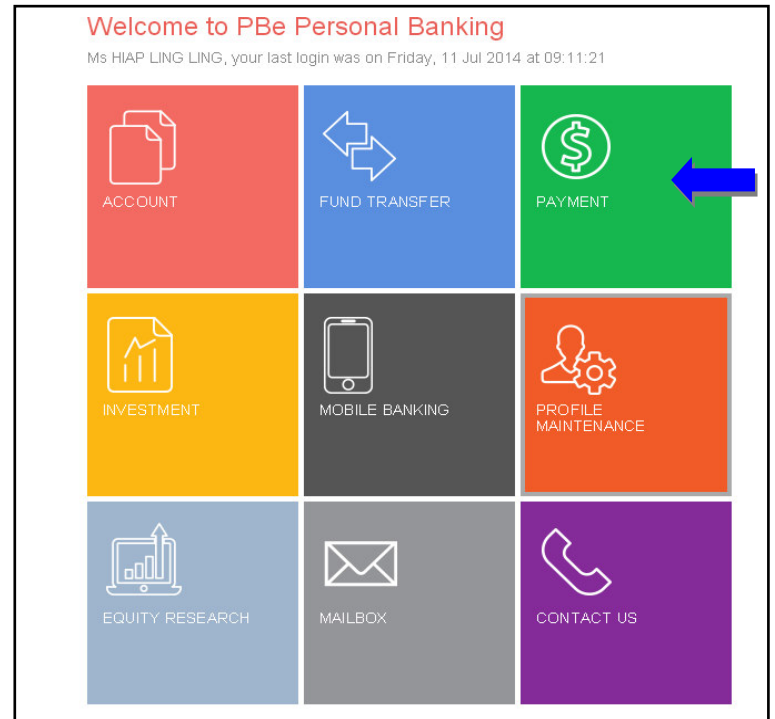 Welcome to PBe Personal Banking
Ms HIAP LING LING, your last login was on Friday, 11 Jul 2014 at 09:11:21
ACCOUNT
FUND TRANSFER
PAYMENT
INVESTMENT
MOBILE BANKING
PROFILE
MAINTENANCE
EQUITY RESEARCH
MAILBOX
CONTACT US